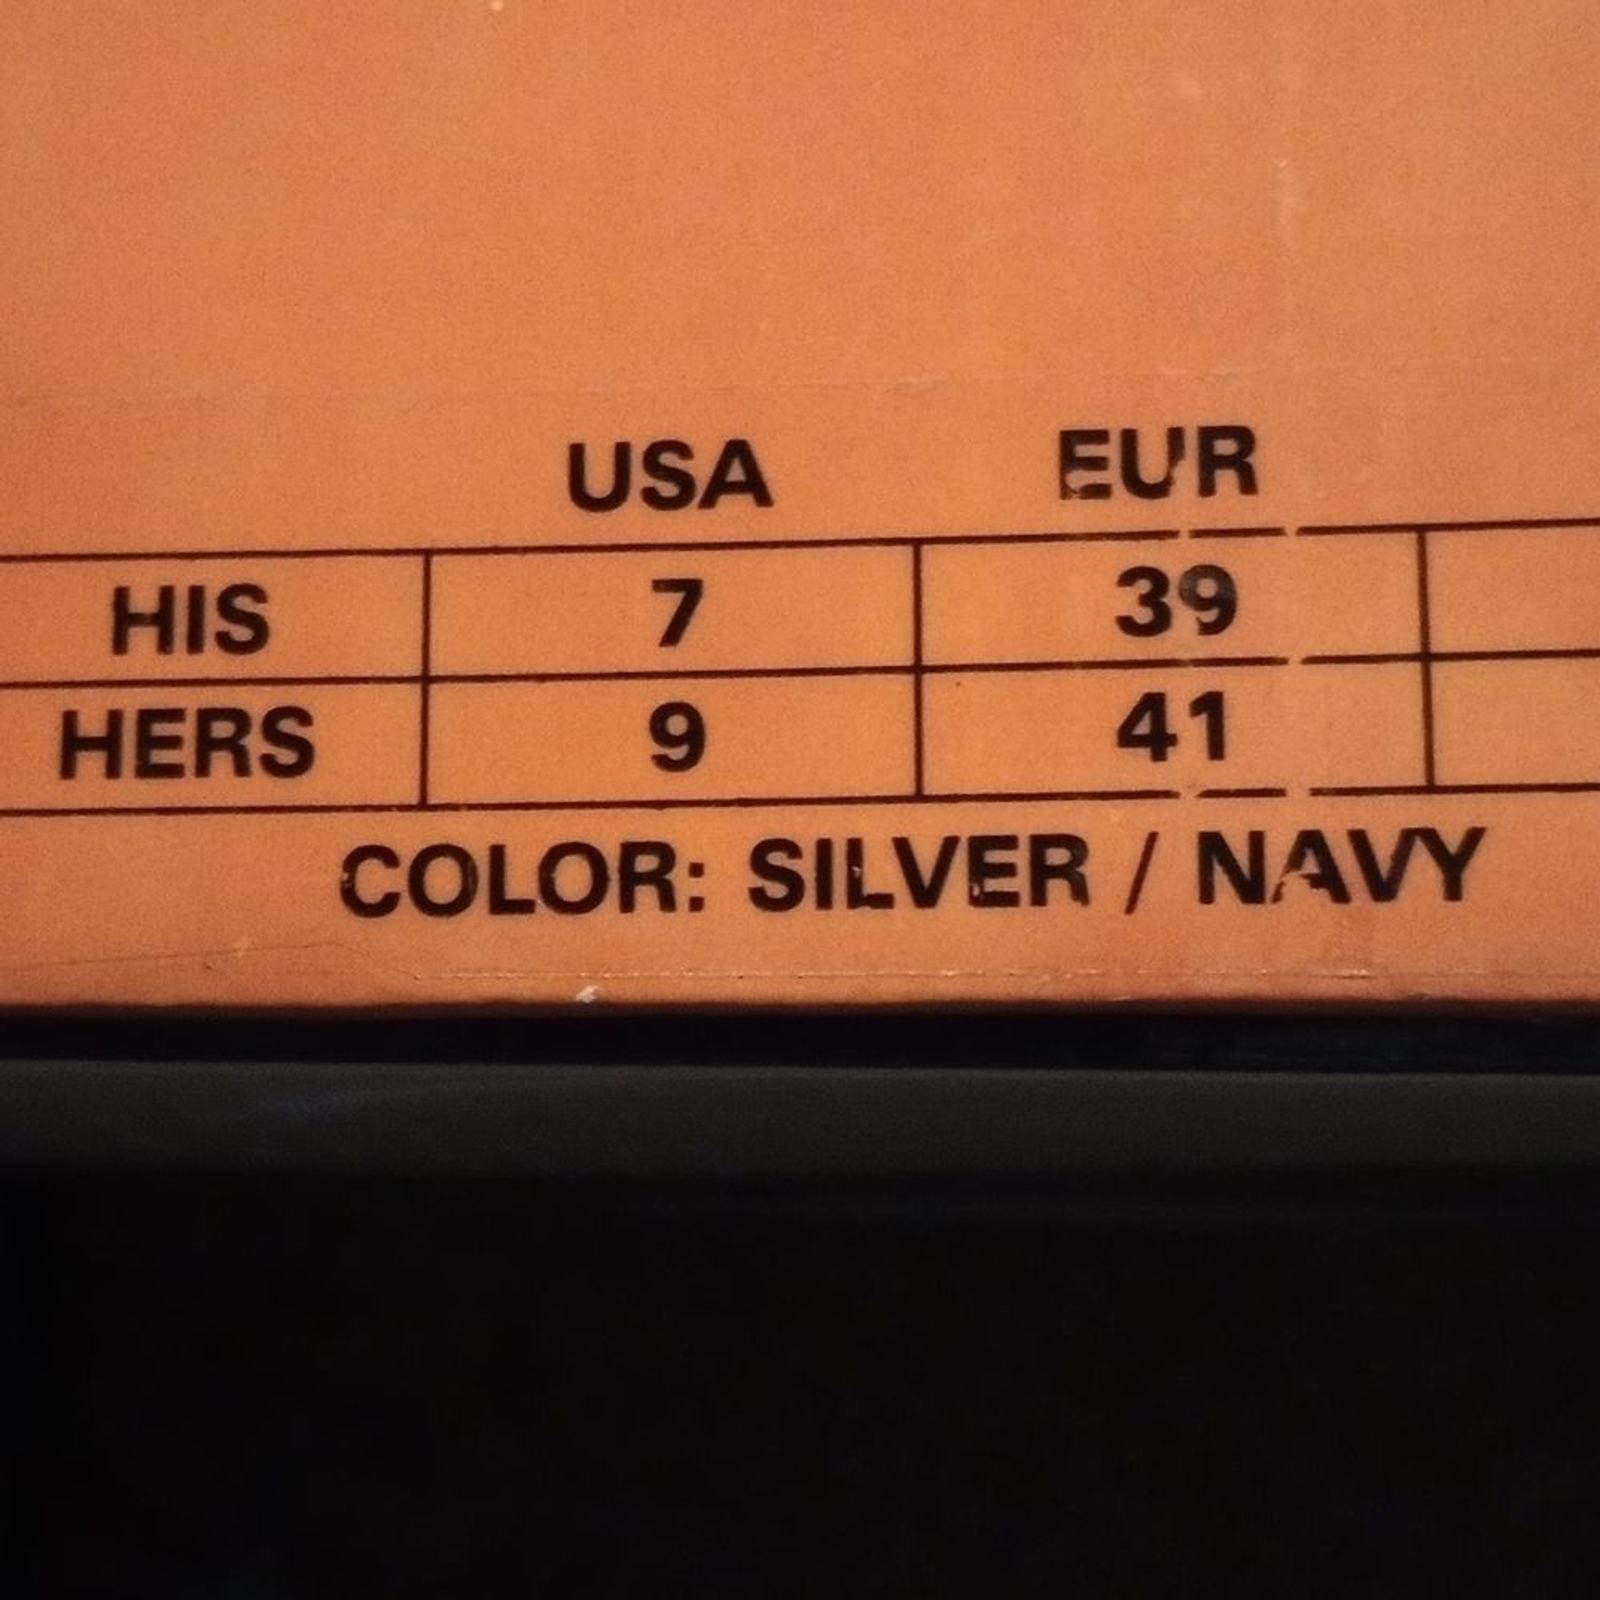 USA EUR
HIS 7 39
HERS 9 41
COLOR: SILVER / NAVY